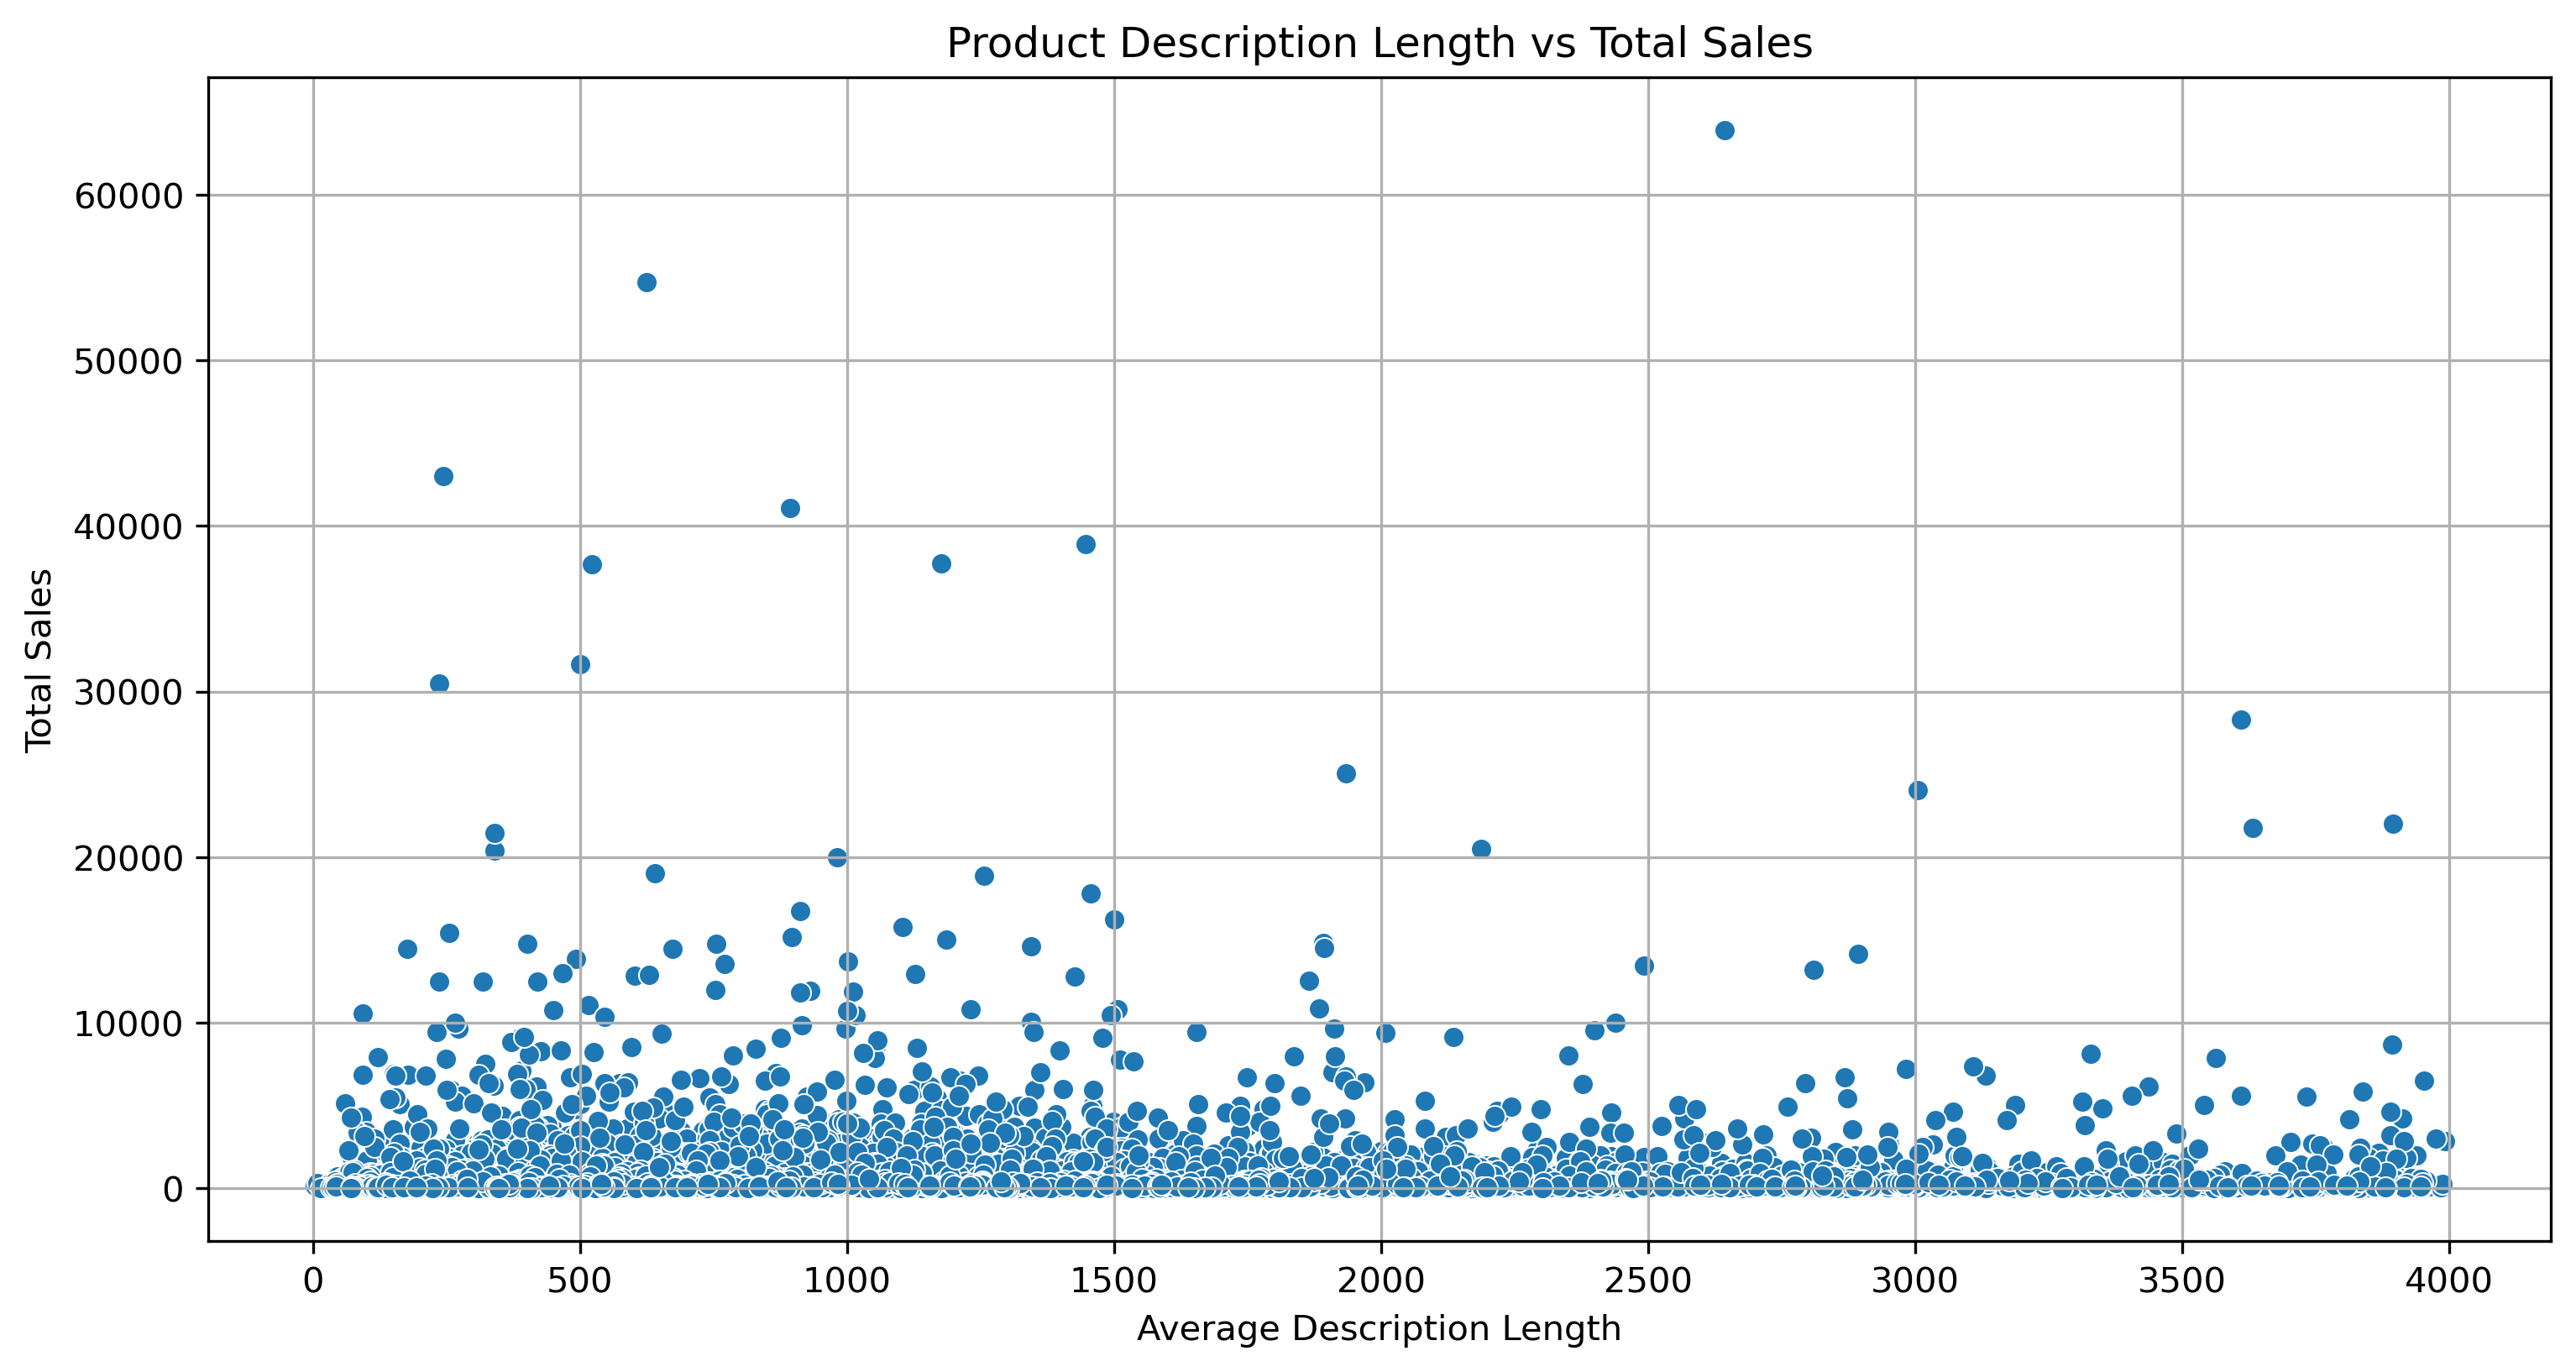 Product Description Length vs Total Sales
60000
50000
40000
30000
20000
10000
0
Total Sales
0 500 1000 1500 2000 2500 3000 3500 4000
Average Description Length